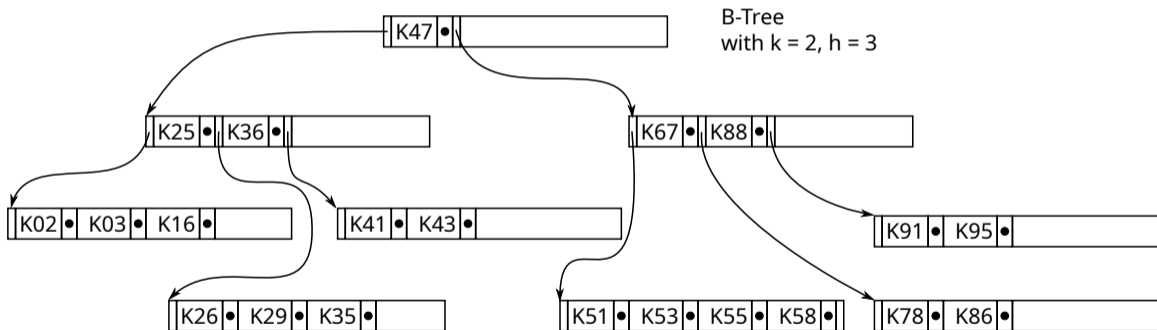 K47
B-Tree
with k = 2, h = 3
K25 K36
K67 K88
K02 K03 K16
K41 K43
K91 K95
K26 K29 K35
K51 K53 K55 K58
K78 K86